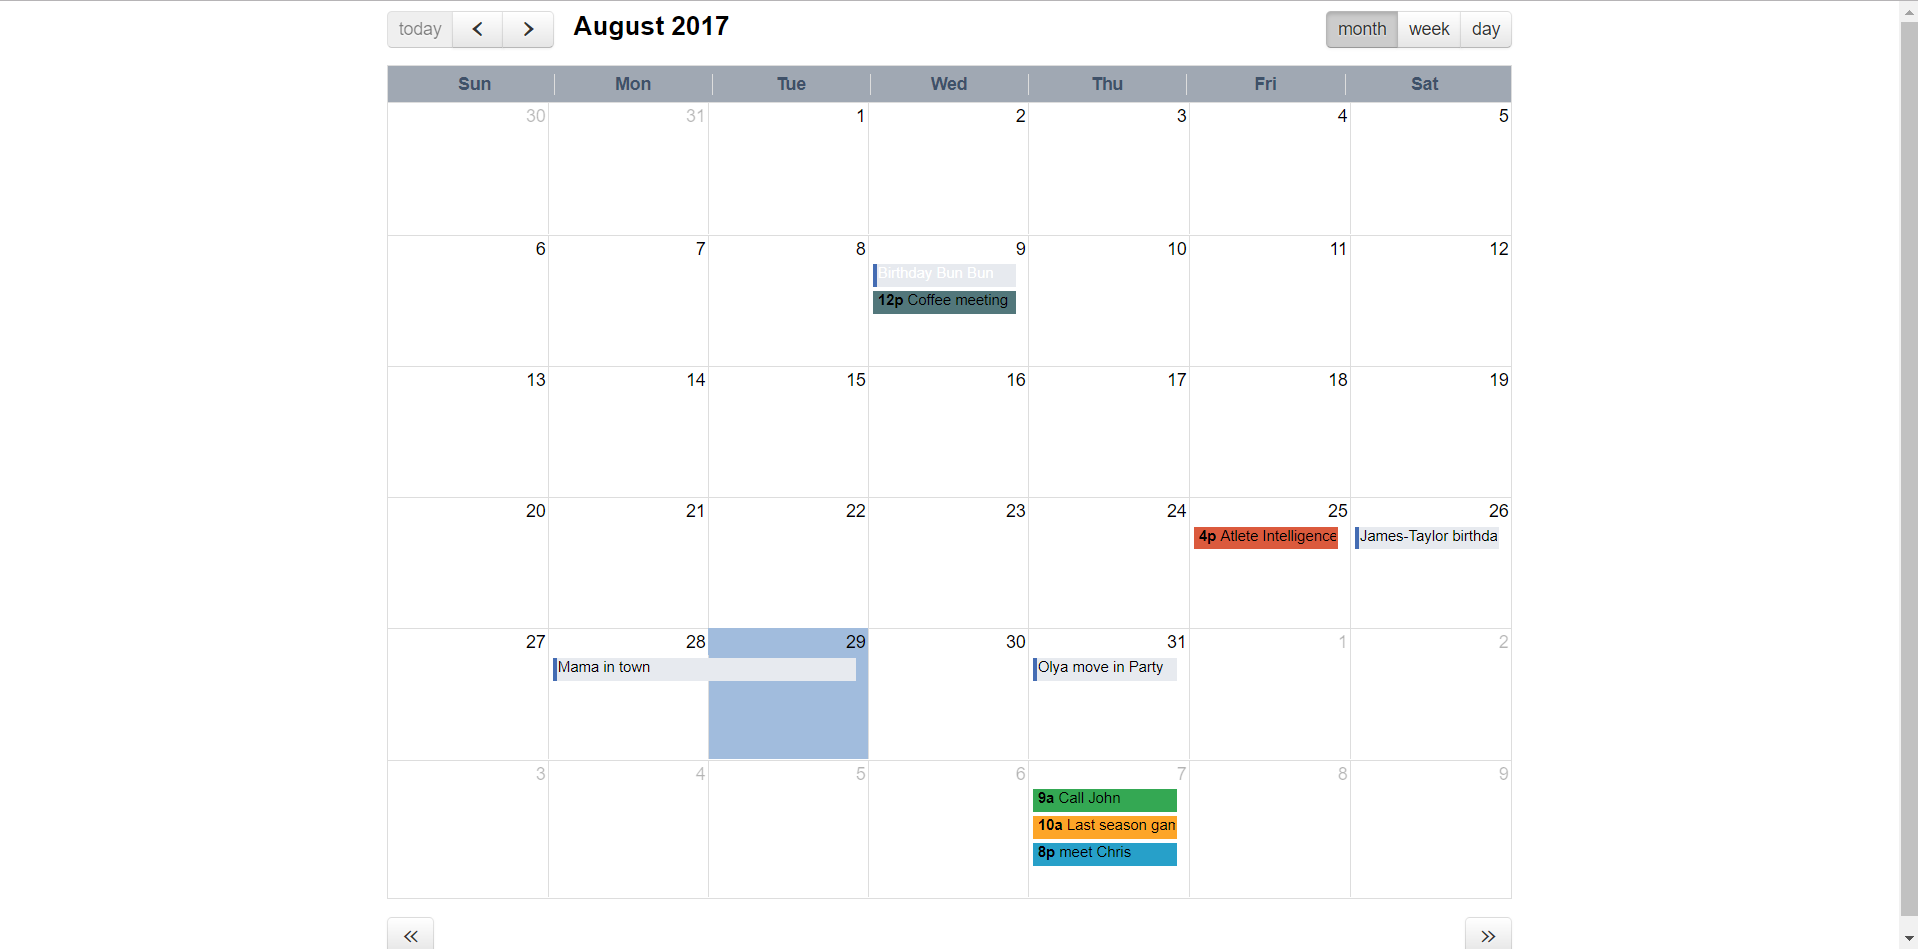 today < > August 2017 month week day
Sun Mon Tue Wed Thu Fri Sat
30 31 1 2 3 4 5
6 7 8 9 10 11 12
Birthday Bun Bun
12p Coffee meeting
13 14 15 16 17 18 19
20 21 22 23 24 25 26
4p Atlete Intelligence James-Taylor birthda
27 28 29 30 31 1 2
Mama in town Olya move in Party
3 4 5 6 7 8 9
9a Call John
10a Last season gam
8p meet Chris
« »